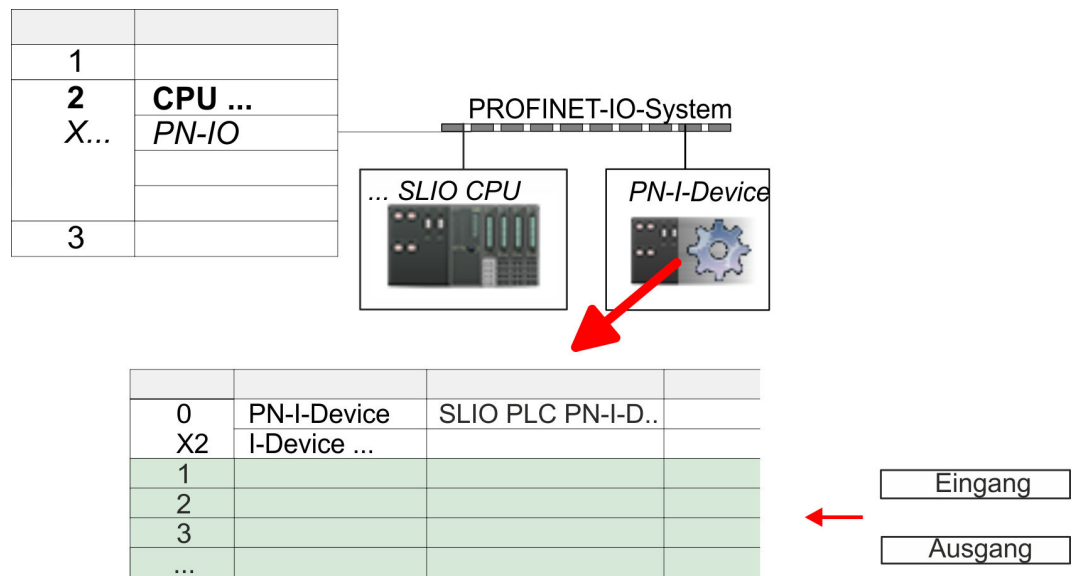 1
2 CPU ...
X... PN-IO
3
PROFINET-IO-System
... SLIO CPU
PN-I-Device
0 PN-I-Device SLIO PLC PN-I-D..
X2 I-Device ...
1
2
3
...
Eingang
Ausgang